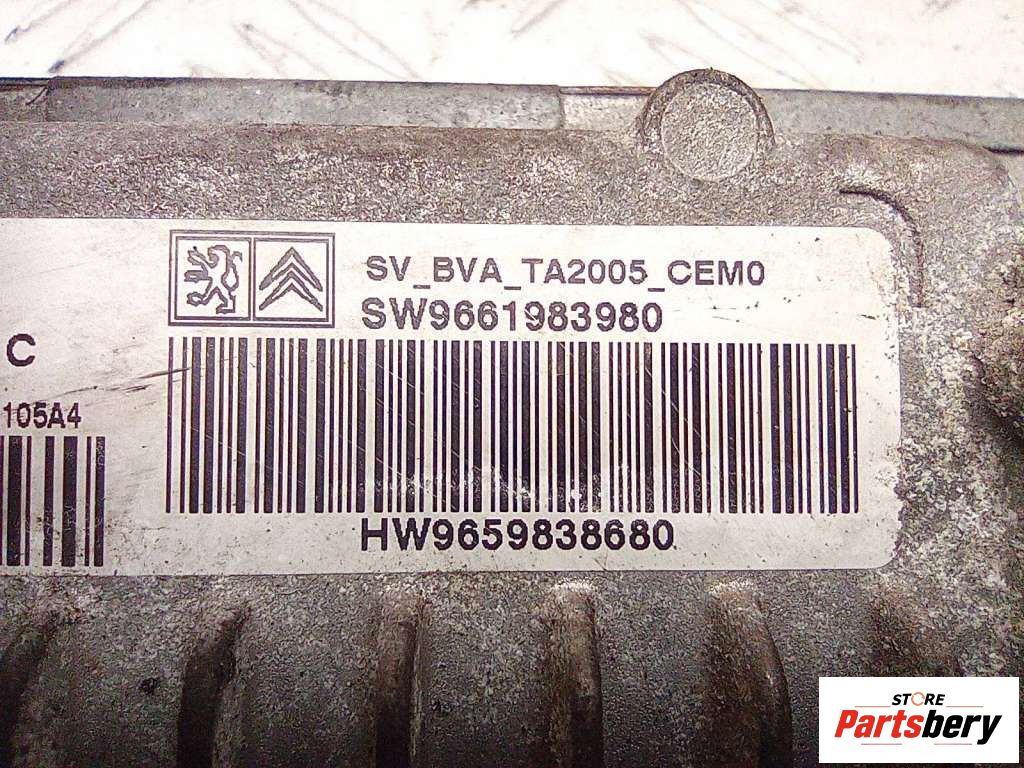 SV_BVA_TA2005_CEM0
SW9661983980
C
105A4
HW9659838680
STORE
Partsbery